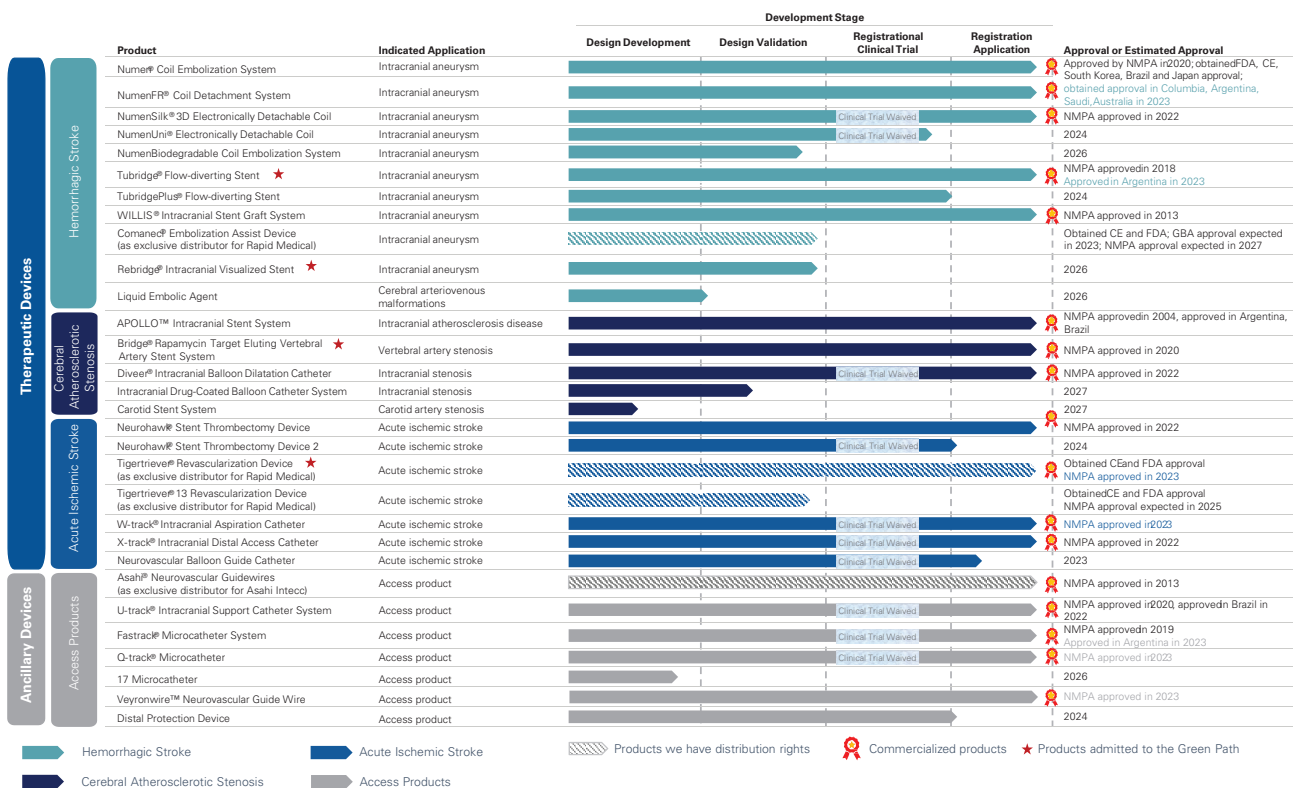 Development Stage
Product
Indicated Application
Design Development
Design Validation
Registrational
Clinical Trial
Registration
Application
Approval or Estimated Approval
Therapeutic Devices
Hemorrhagic Stroke
Numen® Coil Embolization System
Intracranial aneurysm
Approved by NMPA in2020; obtainedFDA, CE,
South Korea, Brazil and Japan approval;
NumenFR® Coil Detachment System
Intracranial aneurysm
obtained approval in Columbia, Argentina,
Saudi,Australia in 2023
NumenSilk® 3D Electronically Detachable Coil
Intracranial aneurysm
Clinical Trial Waived
NMPA approved in 2022
NumenUni® Electronically Detachable Coil
Intracranial aneurysm
Clinical Trial Waived
2024
NumenBiodegradable Coil Embolization System
Intracranial aneurysm
2026
Tubridge® Flow-diverting Stent
Intracranial aneurysm
NMPA approvedin 2018
Approved in Argentina in 2023
TubridgePlus® Flow-diverting Stent
Intracranial aneurysm
2024
WILLIS® Intracranial Stent Graft System
Intracranial aneurysm
NMPA approved in 2013
Comanec® Embolization Assist Device
(as exclusive distributor for Rapid Medical)
Intracranial aneurysm
Obtained CE and FDA; GBA approval expected
in 2023; NMPA approval expected in 2027
Rebridge® Intracranial Visualized Stent
Intracranial aneurysm
2026
Liquid Embolic Agent
Cerebral arteriovenous
malformations
2026
Cerebral
Atherosclerotic
Stenosis
APOLLO™ Intracranial Stent System
Intracranial atherosclerosis disease
NMPA approvedin 2004, approved in Argentina,
Brazil
Bridge® Rapamycin Target Eluting Vertebral
Artery Stent System
Vertebral artery stenosis
NMPA approved in 2020
Diveer® Intracranial Balloon Dilatation Catheter
Intracranial stenosis
Clinical Trial Waived
NMPA approved in 2022
Intracranial Drug-Coated Balloon Catheter System
Intracranial stenosis
2027
Carotid Stent System
Carotid artery stenosis
2027
Acute Ischemic Stroke
Neurohawk® Stent Thrombectomy Device
Acute ischemic stroke
NMPA approved in 2022
Neurohawk® Stent Thrombectomy Device 2
Acute ischemic stroke
Clinical Trial Waived
2024
Tigertriever® Revascularization Device
(as exclusive distributor for Rapid Medical)
Acute ischemic stroke
Obtained CEand FDA approval
NMPA approved in 2023
Tigertriever® 13 Revascularization Device
(as exclusive distributor for Rapid Medical)
Acute ischemic stroke
ObtainedCE and FDA approval
NMPA approval expected in 2025
W-track® Intracranial Aspiration Catheter
Acute ischemic stroke
Clinical Trial Waived
NMPA approved in2023
X-track® Intracranial Distal Access Catheter
Acute ischemic stroke
Clinical Trial Waived
NMPA approved in 2022
Neurovascular Balloon Guide Catheter
Acute ischemic stroke
Clinical Trial Waived
2023
Ancillary Devices
Access Products
Asahi® Neurovascular Guidewires
(as exclusive distributor for Asahi Intecc)
Access product
NMPA approved in 2013
U-track® Intracranial Support Catheter System
Access product
Clinical Trial Waived
NMPA approved in2020, approvedin Brazil in
2022
Fastrack® Microcatheter System
Access product
Clinical Trial Waived
NMPA approvedin 2019
Approved in Argentina in 2023
Q-track® Microcatheter
Access product
Clinical Trial Waived
NMPA approved in2023
17 Microcatheter
Access product
2026
Veyronwire™ Neurovascular Guide Wire
Access product
NMPA approved in 2023
Distal Protection Device
Access product
2024
Hemorrhagic Stroke
Acute Ischemic Stroke
Products we have distribution rights
Commercialized products
Products admitted to the Green Path
Cerebral Atherosclerotic Stenosis
Access Products